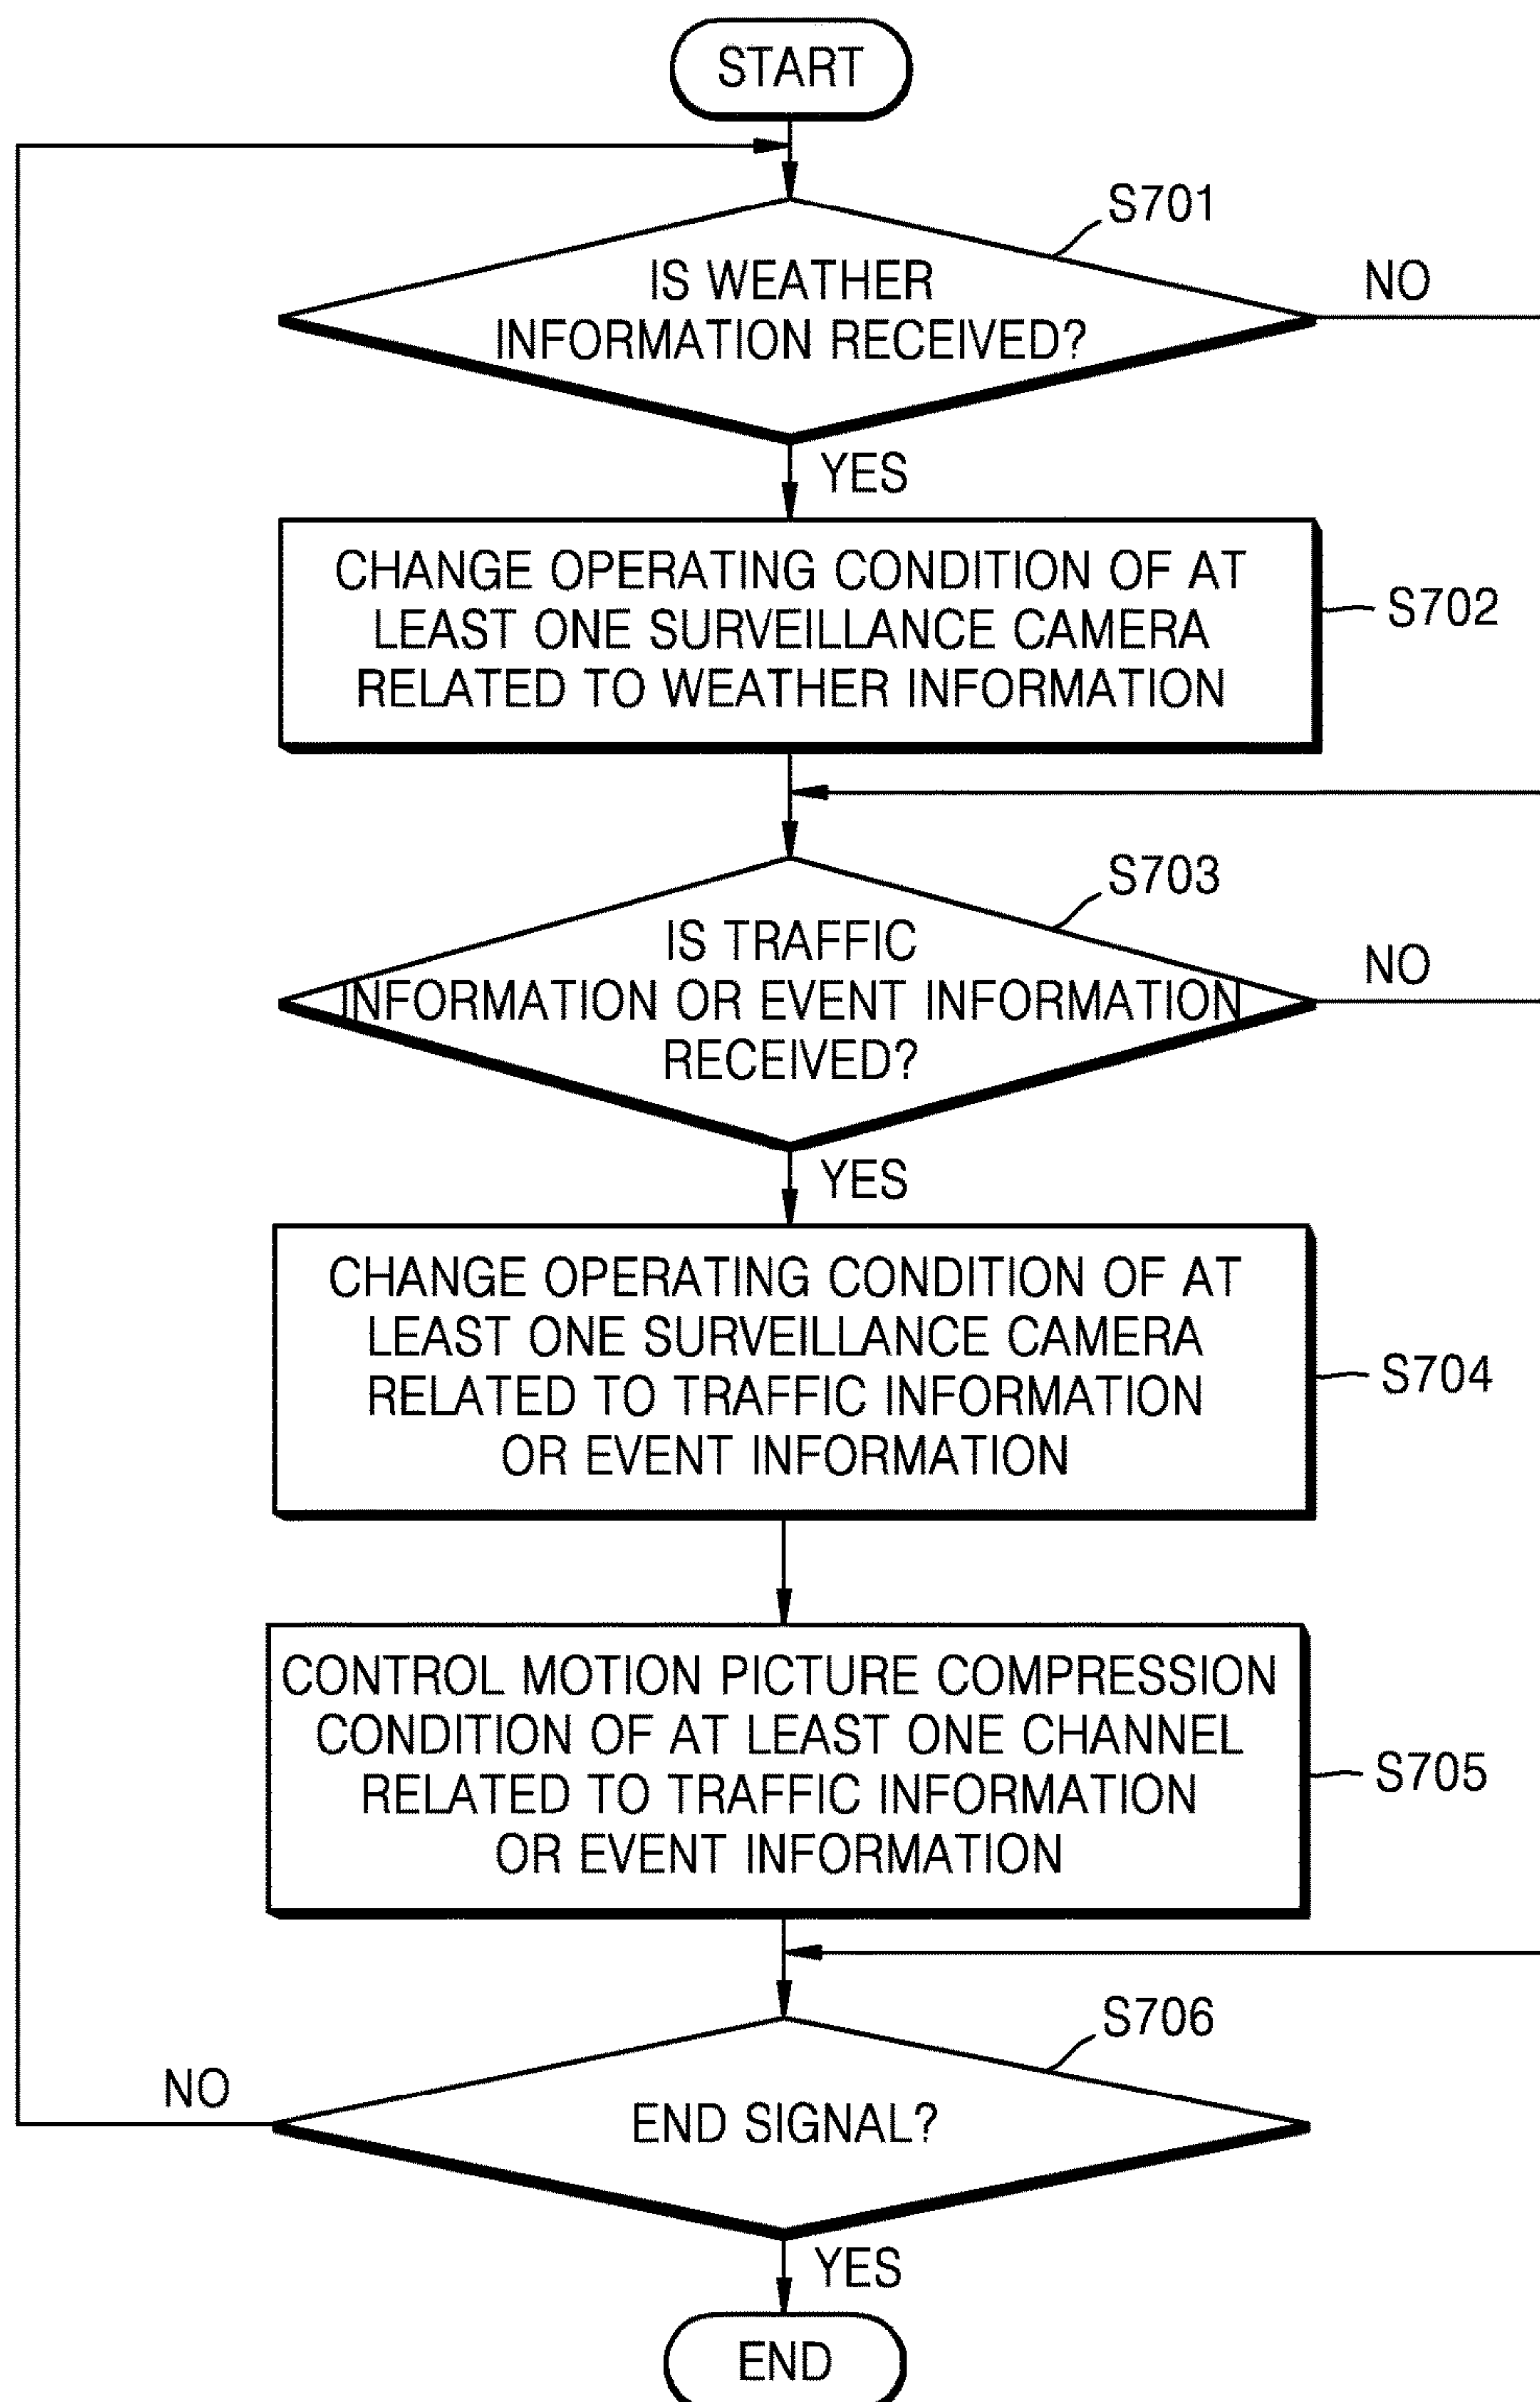 START
S701
IS WEATHER
INFORMATION RECEIVED?
NO
YES
CHANGE OPERATING CONDITION OF AT
LEAST ONE SURVEILLANCE CAMERA
RELATED TO WEATHER INFORMATION
S702
S703
IS TRAFFIC
INFORMATION OR EVENT INFORMATION
RECEIVED?
NO
YES
CHANGE OPERATING CONDITION OF AT
LEAST ONE SURVEILLANCE CAMERA
RELATED TO TRAFFIC INFORMATION
OR EVENT INFORMATION
S704
CONTROL MOTION PICTURE COMPRESSION
CONDITION OF AT LEAST ONE CHANNEL
RELATED TO TRAFFIC INFORMATION
OR EVENT INFORMATION
S705
S706
NO
END SIGNAL?
YES
END